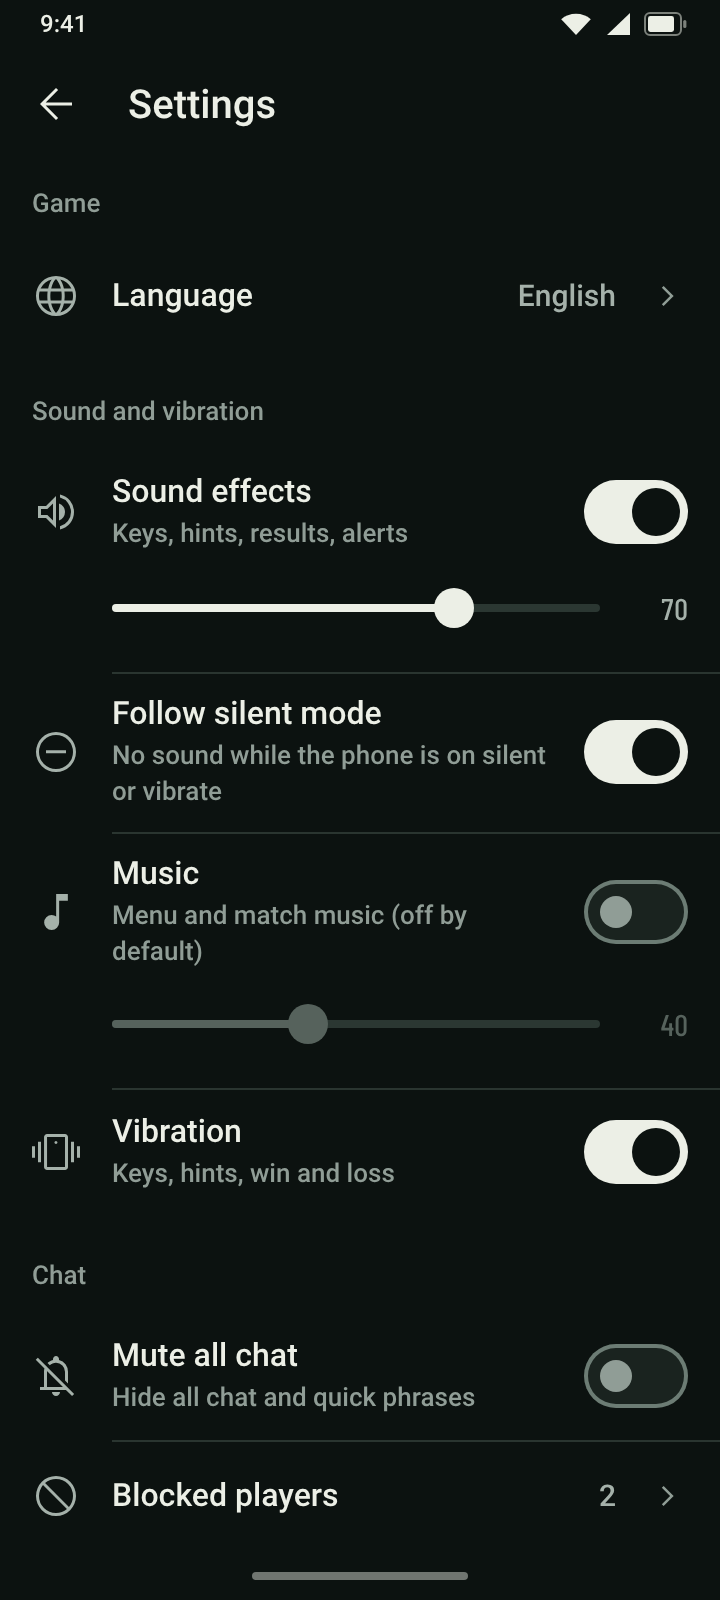 9:41
Settings
Game
Language
English
Sound and vibration
Sound effects
Keys, hints, results, alerts
70
Follow silent mode
No sound while the phone is on silent
or vibrate
Music
Menu and match music (off by
default)
40
Vibration
Keys, hints, win and loss
Chat
Mute all chat
Hide all chat and quick phrases
Blocked players
2